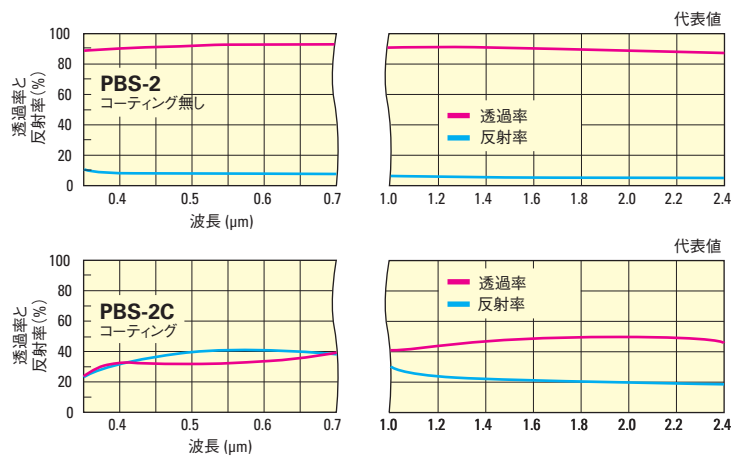 代表値
100
80
60
40
20
0
透過率と
反射率(%)
PBS-2
コーティング無し
0.4 0.5 0.6 0.7
波長 (µm)
透過率
反射率
1.0 1.2 1.4 1.6 1.8 2.0 2.2 2.4
代表値
100
80
60
40
20
0
透過率と
反射率(%)
PBS-2C
コーティング
0.4 0.5 0.6 0.7
波長 (µm)
透過率
反射率
1.0 1.2 1.4 1.6 1.8 2.0 2.2 2.4